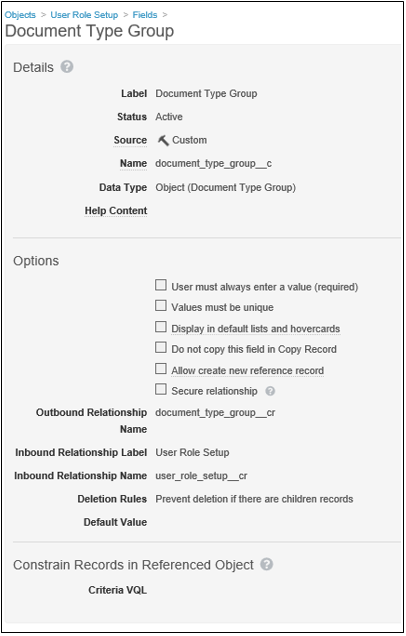 Objects > User Role Setup > Fields >
Document Type Group
Details ?
Label Document Type Group
Status Active
Source Custom
Name document_type_group__c
Data Type Object (Document Type Group)
Help Content
Options
User must always enter a value (required)
Values must be unique
Display in default lists and hovercards
Do not copy this field in Copy Record
Allow create new reference record
Secure relationship ?
Outbound Relationship document_type_group__cr
Name
Inbound Relationship Label User Role Setup
Inbound Relationship Name user_role_setup__cr
Deletion Rules Prevent deletion if there are children records
Default Value
Constrain Records in Referenced Object ?
Criteria VQL